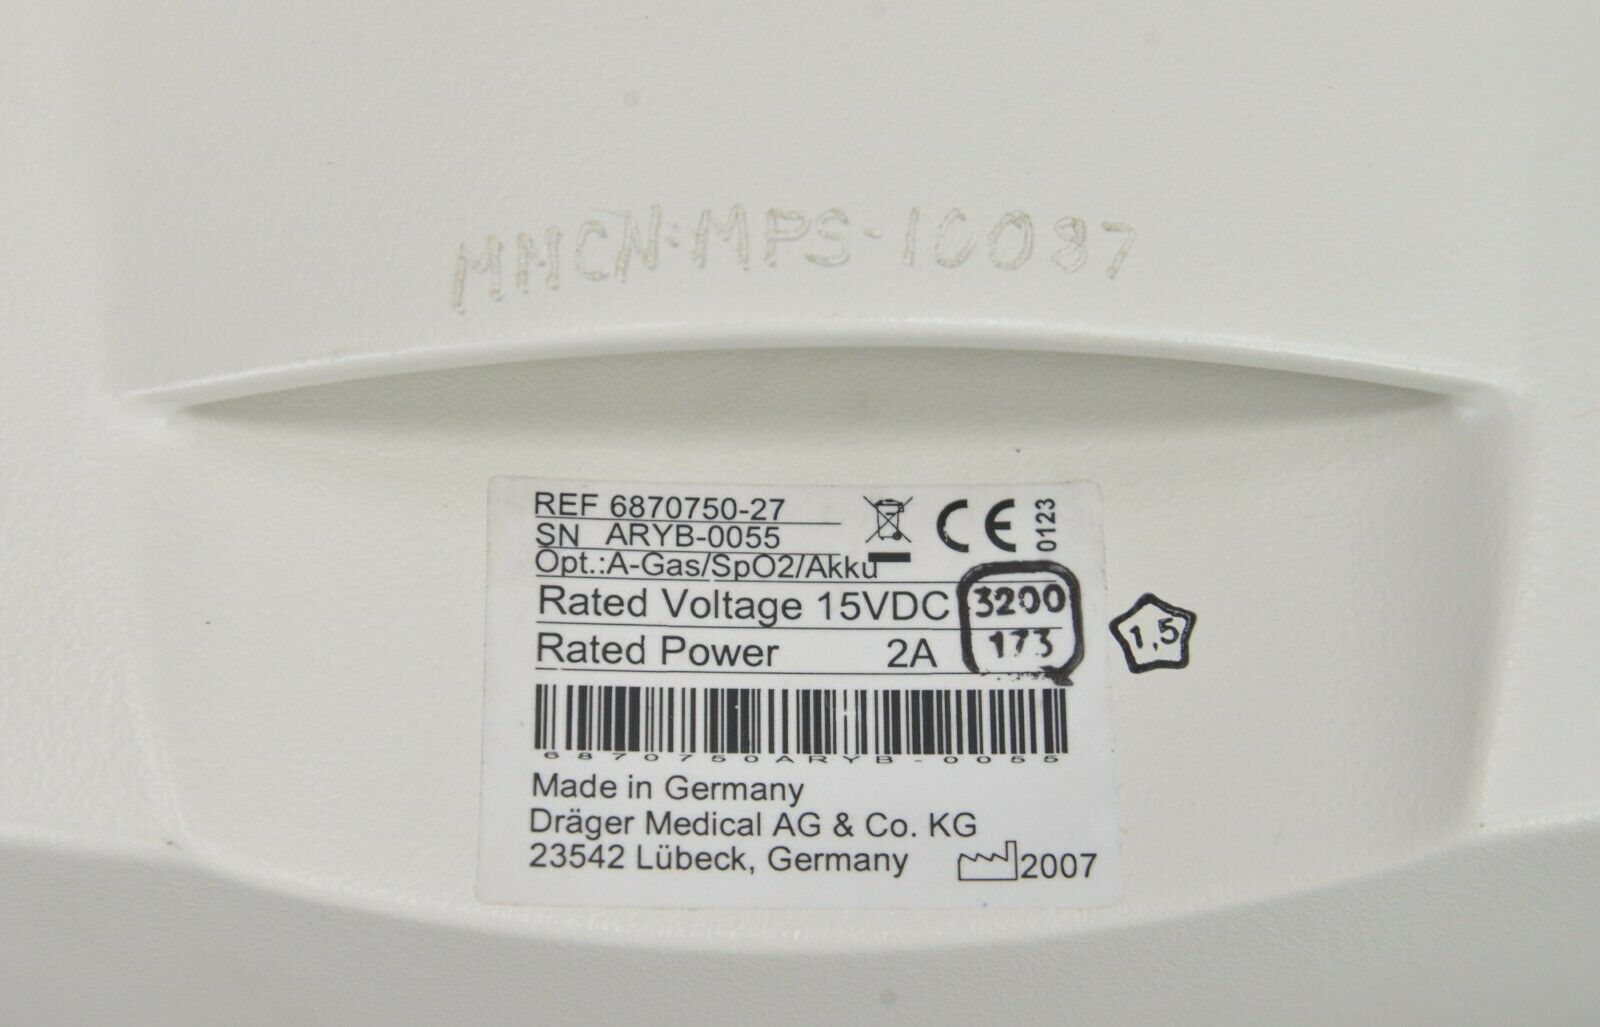 MMCN:MPS-10087
REF 6870750-27
SN ARYB-0055
Opt.:A-Gas/SpO2/Akku
CE 0123
Rated Voltage 15VDC
3200
Rated Power 2A
173
1,5
6870750ARYB-0055
Made in Germany
Dräger Medical AG & Co. KG
23542 Lübeck, Germany
2007